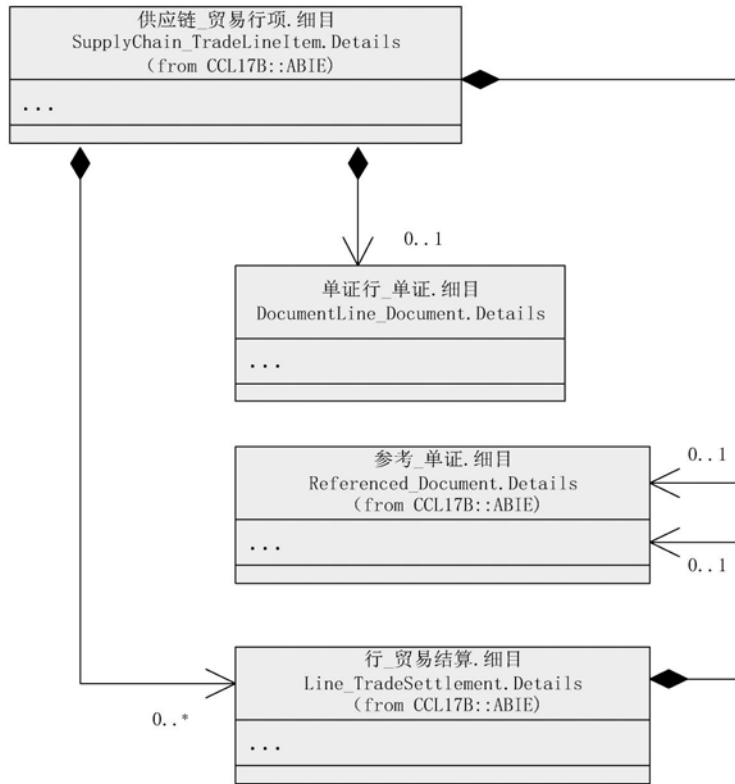 供应链_贸易行项.细目
SupplyChain_TradeLineItem.Details
(from CCL17B::ABIE)
...
0..1
单证行_单证.细目
DocumentLine_Document.Details
...
参考_单证.细目
Referenced_Document.Details
(from CCL17B::ABIE)
...
0..1
0..1
行_贸易结算.细目
Line_TradeSettlement.Details
(from CCL17B::ABIE)
...
0..*